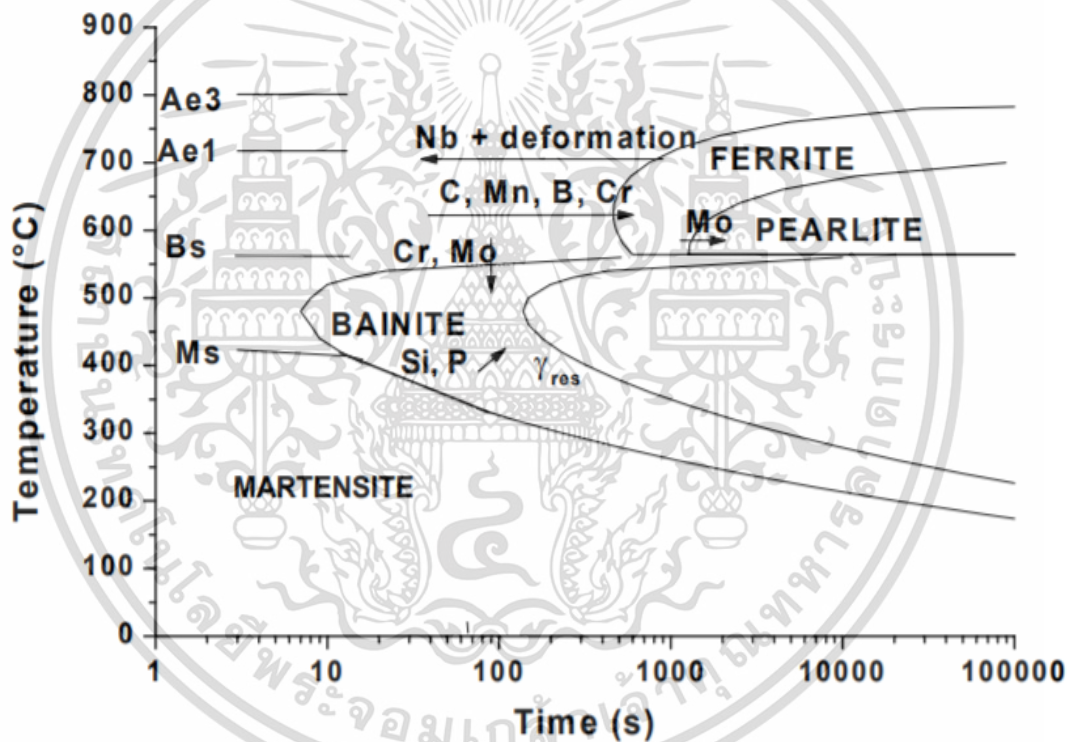 900
800
700
600
500
400
300
200
100
0
Temperature (°C)
Ae3
Ae1
Bs
Ms
Nb + deformation
FERRITE
C, Mn, B, Cr
Mo
PEARLITE
Cr, Mo
BAINITE
Si, P
γres
MARTENSITE
1
10
100
1000
10000
100000
Time (s)